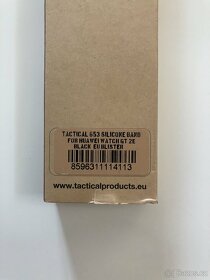 TACTICAL 653 SILICONE BAND
FOR HUAWEI WATCH GT 2E
BLACK EU BLISTER
8596311114113
www.tacticalproducts.eu